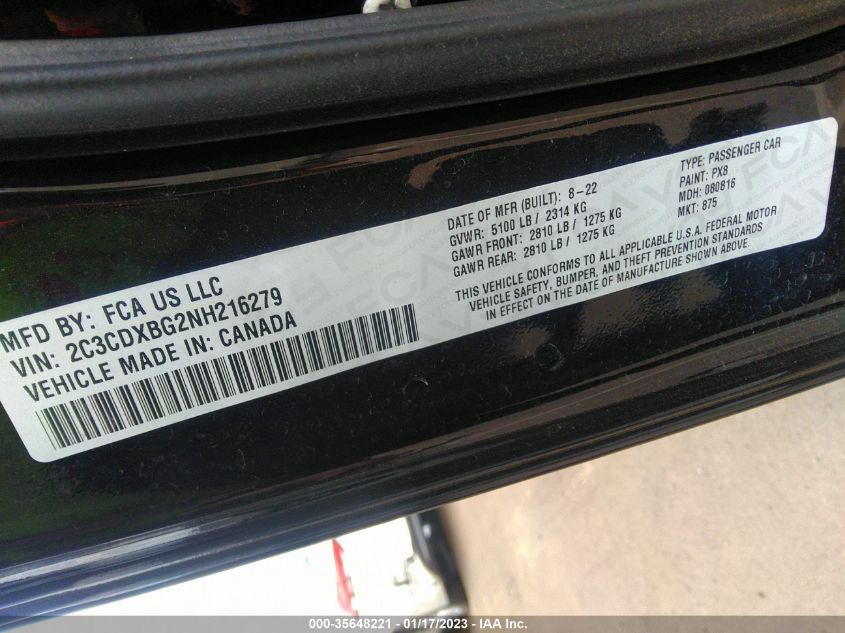 MFD BY: FCA US LLC
VIN: 2C3CDXBG2NH216279
VEHICLE MADE IN: CANADA
DATE OF MFR (BUILT): 8-22
GVWR: 5100 LB / 2314 KG
GAWR FRONT: 2810 LB / 1275 KG
GAWR REAR: 2810 LB / 1275 KG
TYPE: PASSENGER CAR
PAINT: PX8
MDH: 080816
MKT: 875
THIS VEHICLE CONFORMS TO ALL APPLICABLE U.S.A. FEDERAL MOTOR
VEHICLE SAFETY, BUMPER, AND THEFT PREVENTION STANDARDS
IN EFFECT ON THE DATE OF MANUFACTURE SHOWN ABOVE.
000-35648221 - 01/17/2023 - IAA Inc.